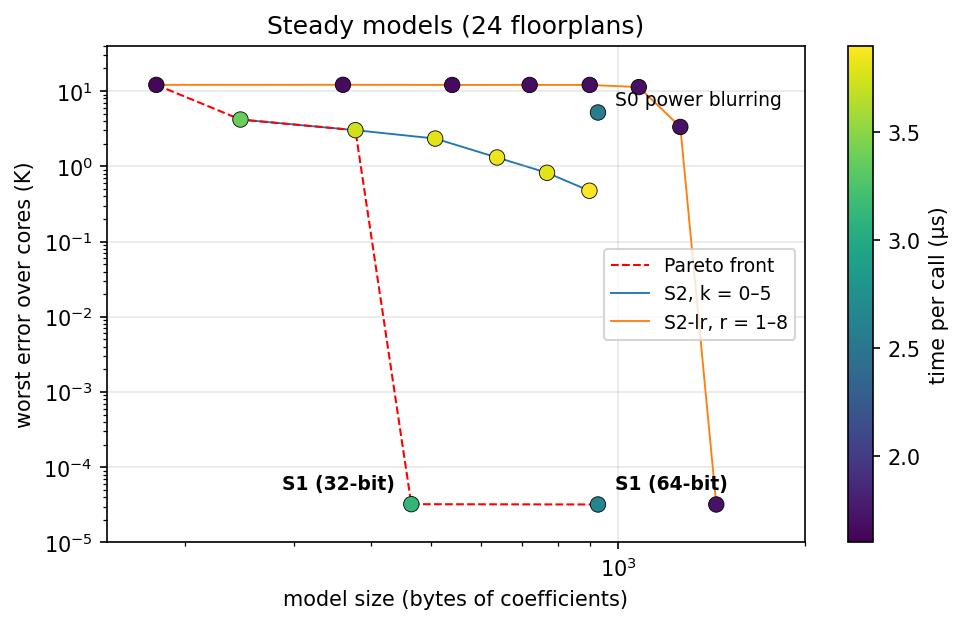 Steady models (24 floorplans)
worst error over cores (K)
10¹
10⁰
10⁻¹
10⁻²
10⁻³
10⁻⁴
10⁻⁵
S0 power blurring
Pareto front
S2, k = 0–5
S2-lr, r = 1–8
S1 (32-bit)
S1 (64-bit)
10³
model size (bytes of coefficients)
3.5
3.0
2.5
2.0
time per call (µs)